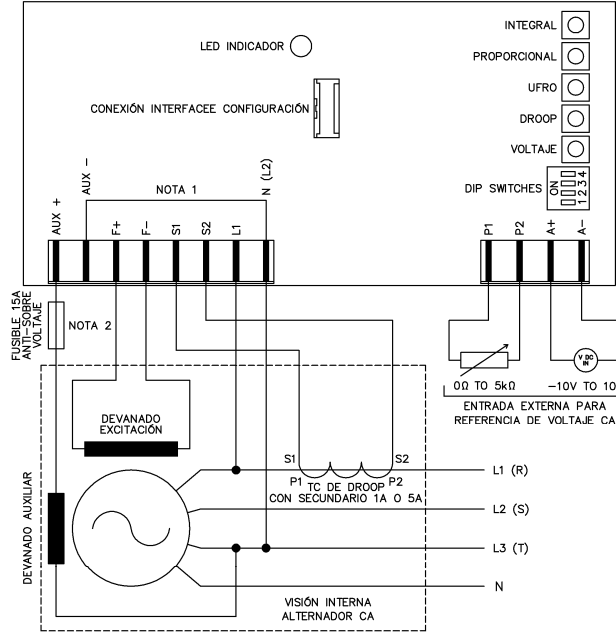 INTEGRAL
LED INDICADOR
PROPORCIONAL
UFRO
CONEXIÓN INTERFACEE CONFIGURACIÓN
DROOP
VOLTAJE
DIP SWITCHES
ON
1 2 3 4
AUX +
AUX -
NOTA 1
N (L2)
F+
F-
S1
S2
L1
P1
P2
A+
A-
FUSIBLE 15A
ANTI-SOBRE
VOLTAJE
NOTA 2
V DC
IN
0Ω TO 5kΩ
-10V TO 10
ENTRADA EXTERNA PARA
REFERENCIA DE VOLTAJE CA
DEVANADO
EXCITACIÓN
S1
S2
P1
P2
TC DE DROOP
CON SECUNDARIO 1A O 5A
L1 (R)
DEVANADO AUXILIAR
L2 (S)
L3 (T)
N
VISIÓN INTERNA
ALTERNADOR CA